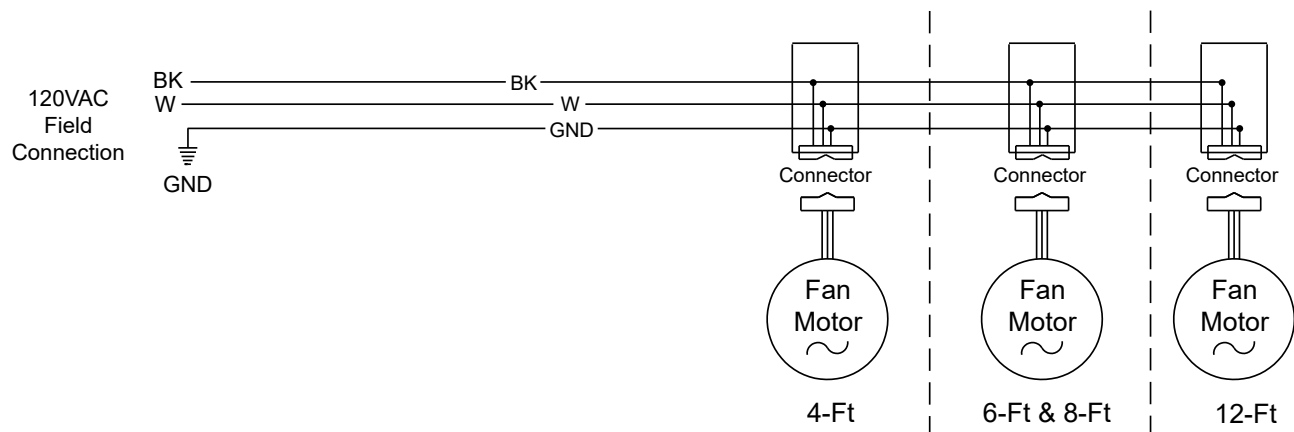 120VAC
Field
Connection
BK
W
GND
BK
W
GND
Connector
Connector
Connector
Fan
Motor
Fan
Motor
Fan
Motor
4-Ft
6-Ft & 8-Ft
12-Ft